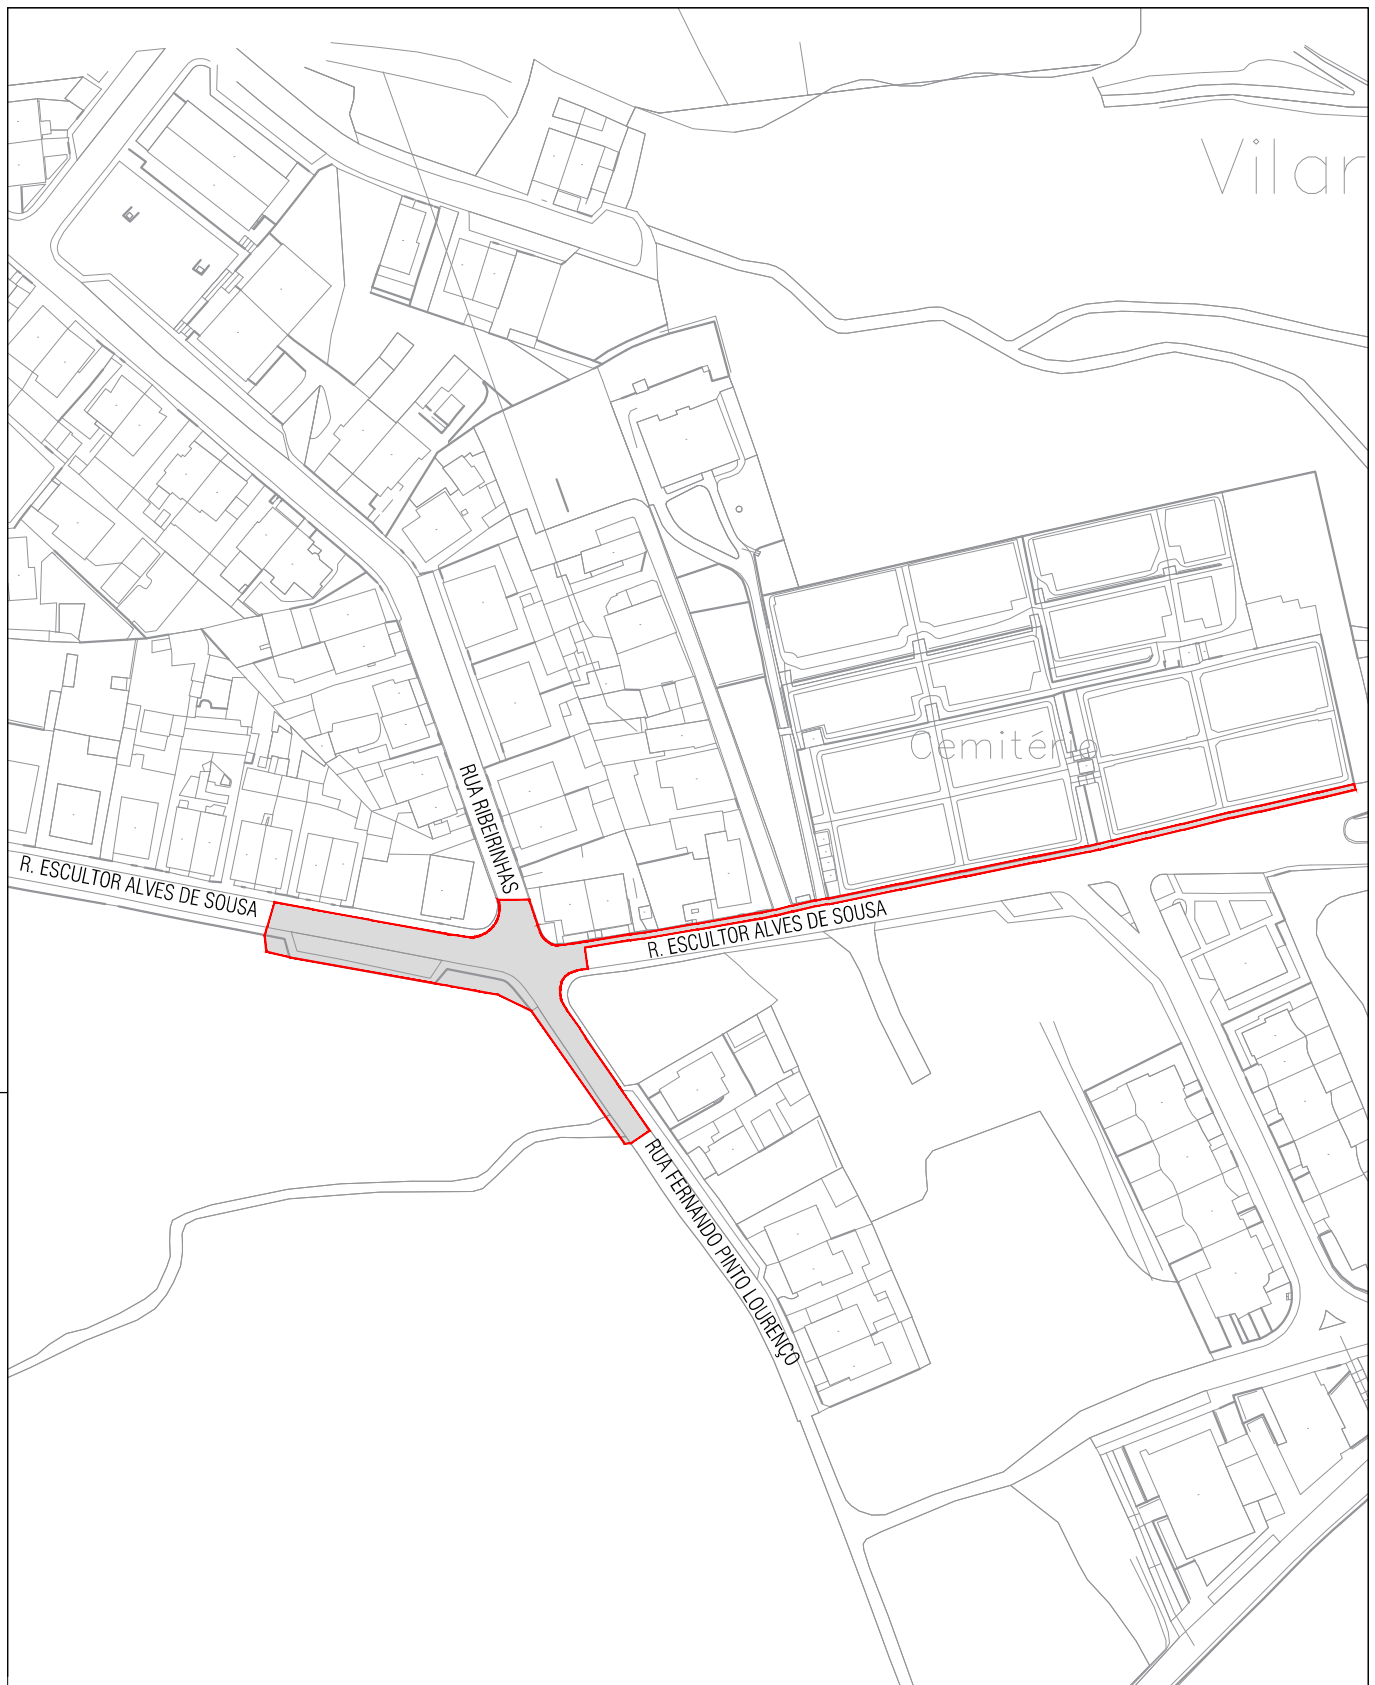 Vilar
Cemitério
RUA RIBEIRINHAS
R. ESCULTOR ALVES DE SOUSA
R. ESCULTOR ALVES DE SOUSA
RUA FERNANDO PINTO LOURENÇO